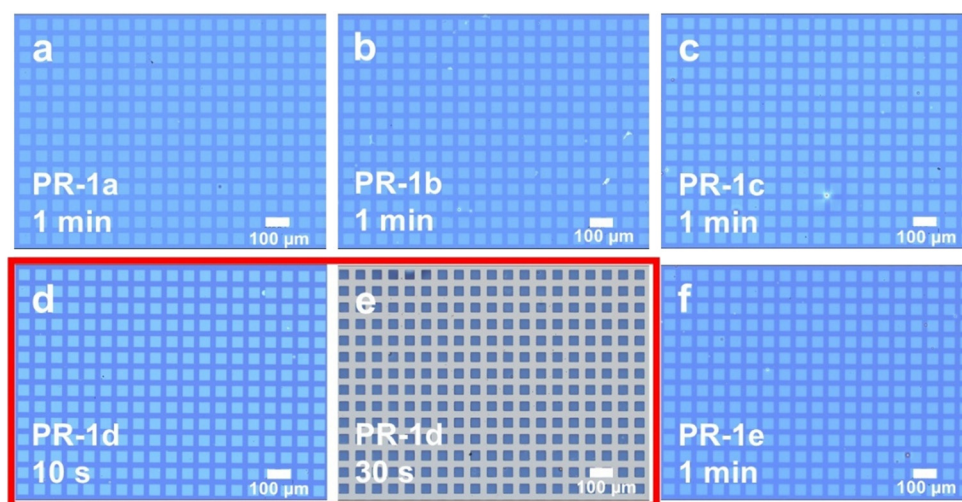 a
PR-1a
1 min
100 µm
b
PR-1b
1 min
100 µm
c
PR-1c
1 min
100 µm
d
PR-1d
10 s
100 µm
e
PR-1d
30 s
100 µm
f
PR-1e
1 min
100 µm